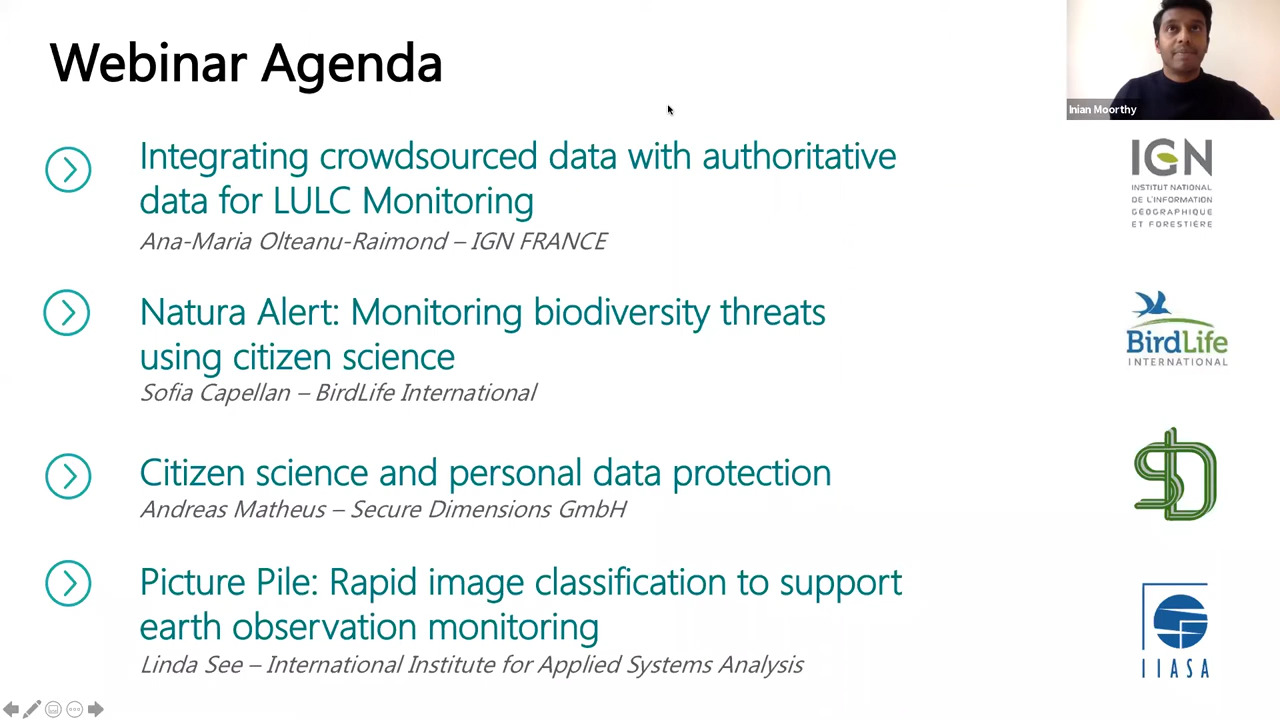 Webinar Agenda
Inian Moorthy
Integrating crowdsourced data with authoritative
data for LULC Monitoring
Ana-Maria Olteanu-Raimond – IGN FRANCE
IGN
INSTITUT NATIONAL
DE L'INFORMATION
GÉOGRAPHIQUE
ET FORESTIÈRE
Natura Alert: Monitoring biodiversity threats
using citizen science
Sofia Capellan – BirdLife International
BirdLife
INTERNATIONAL
Citizen science and personal data protection
Andreas Matheus – Secure Dimensions GmbH
SD
Picture Pile: Rapid image classification to support
earth observation monitoring
Linda See – International Institute for Applied Systems Analysis
IIASA